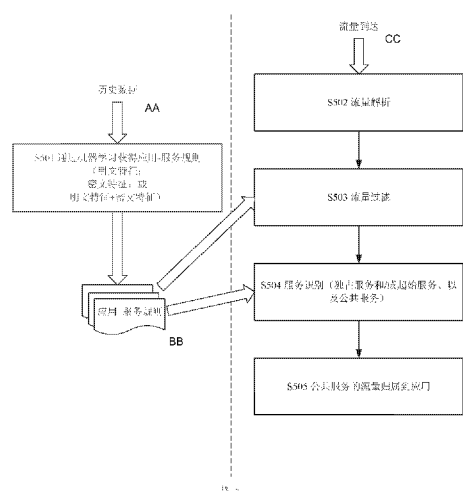 历史数据
AA
S501 通过机器学习获得应用-服务规则
（明文特征；
密文特征；或
明文特征+密文特征）
应用-服务规则
BB
流量到达
CC
S502 流量解析
S503 流量过滤
S504 服务识别（独占服务和/或起始服务、以
及公共服务）
S505 公共服务的流量归属到应用